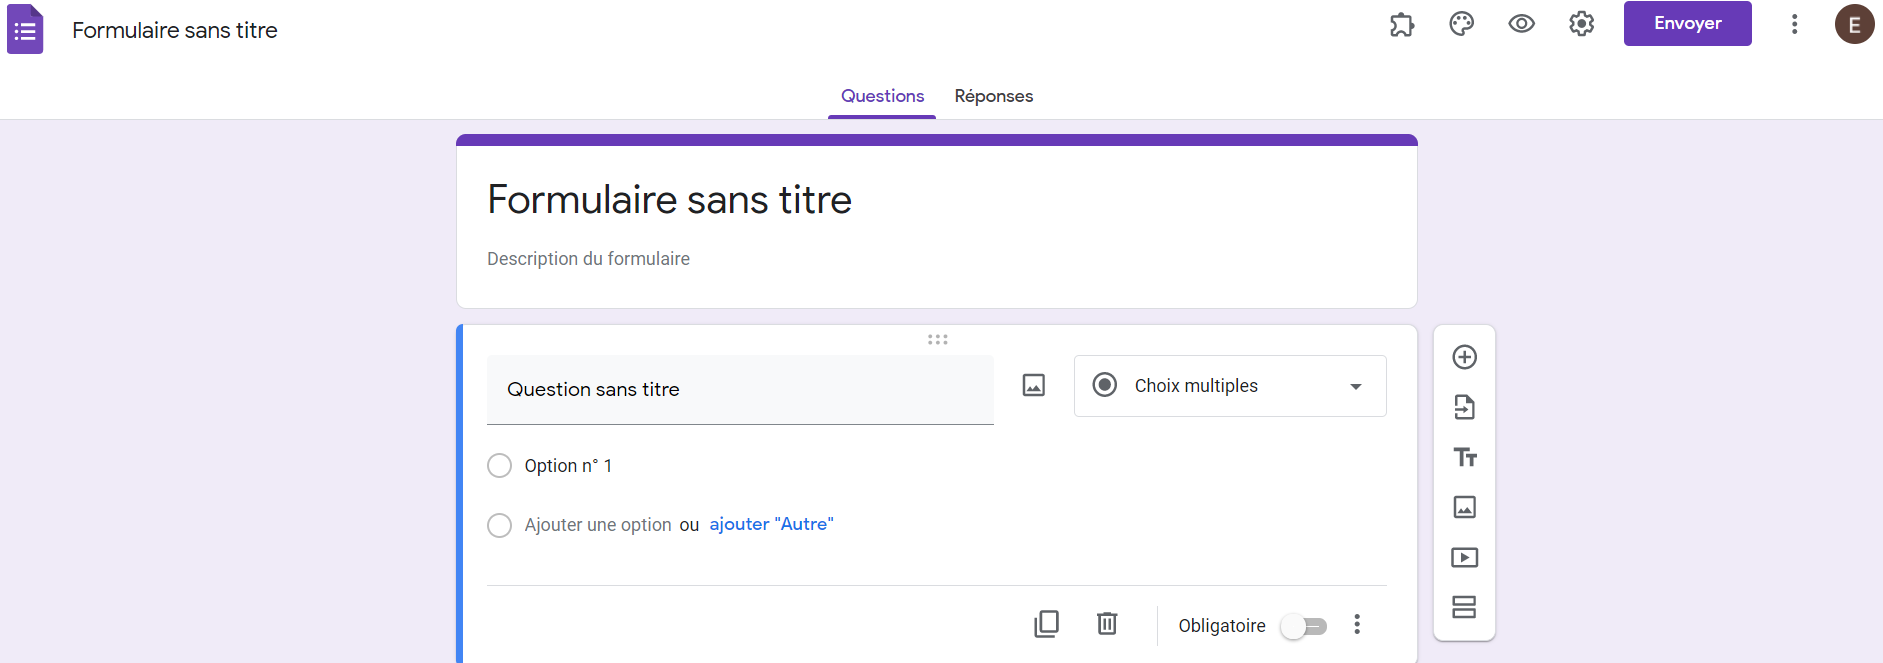 Formulaire sans titre
Envoyer
E
Questions Réponses
Formulaire sans titre
Description du formulaire
Question sans titre
Choix multiples
Option n° 1
Ajouter une option ou ajouter "Autre"
Obligatoire